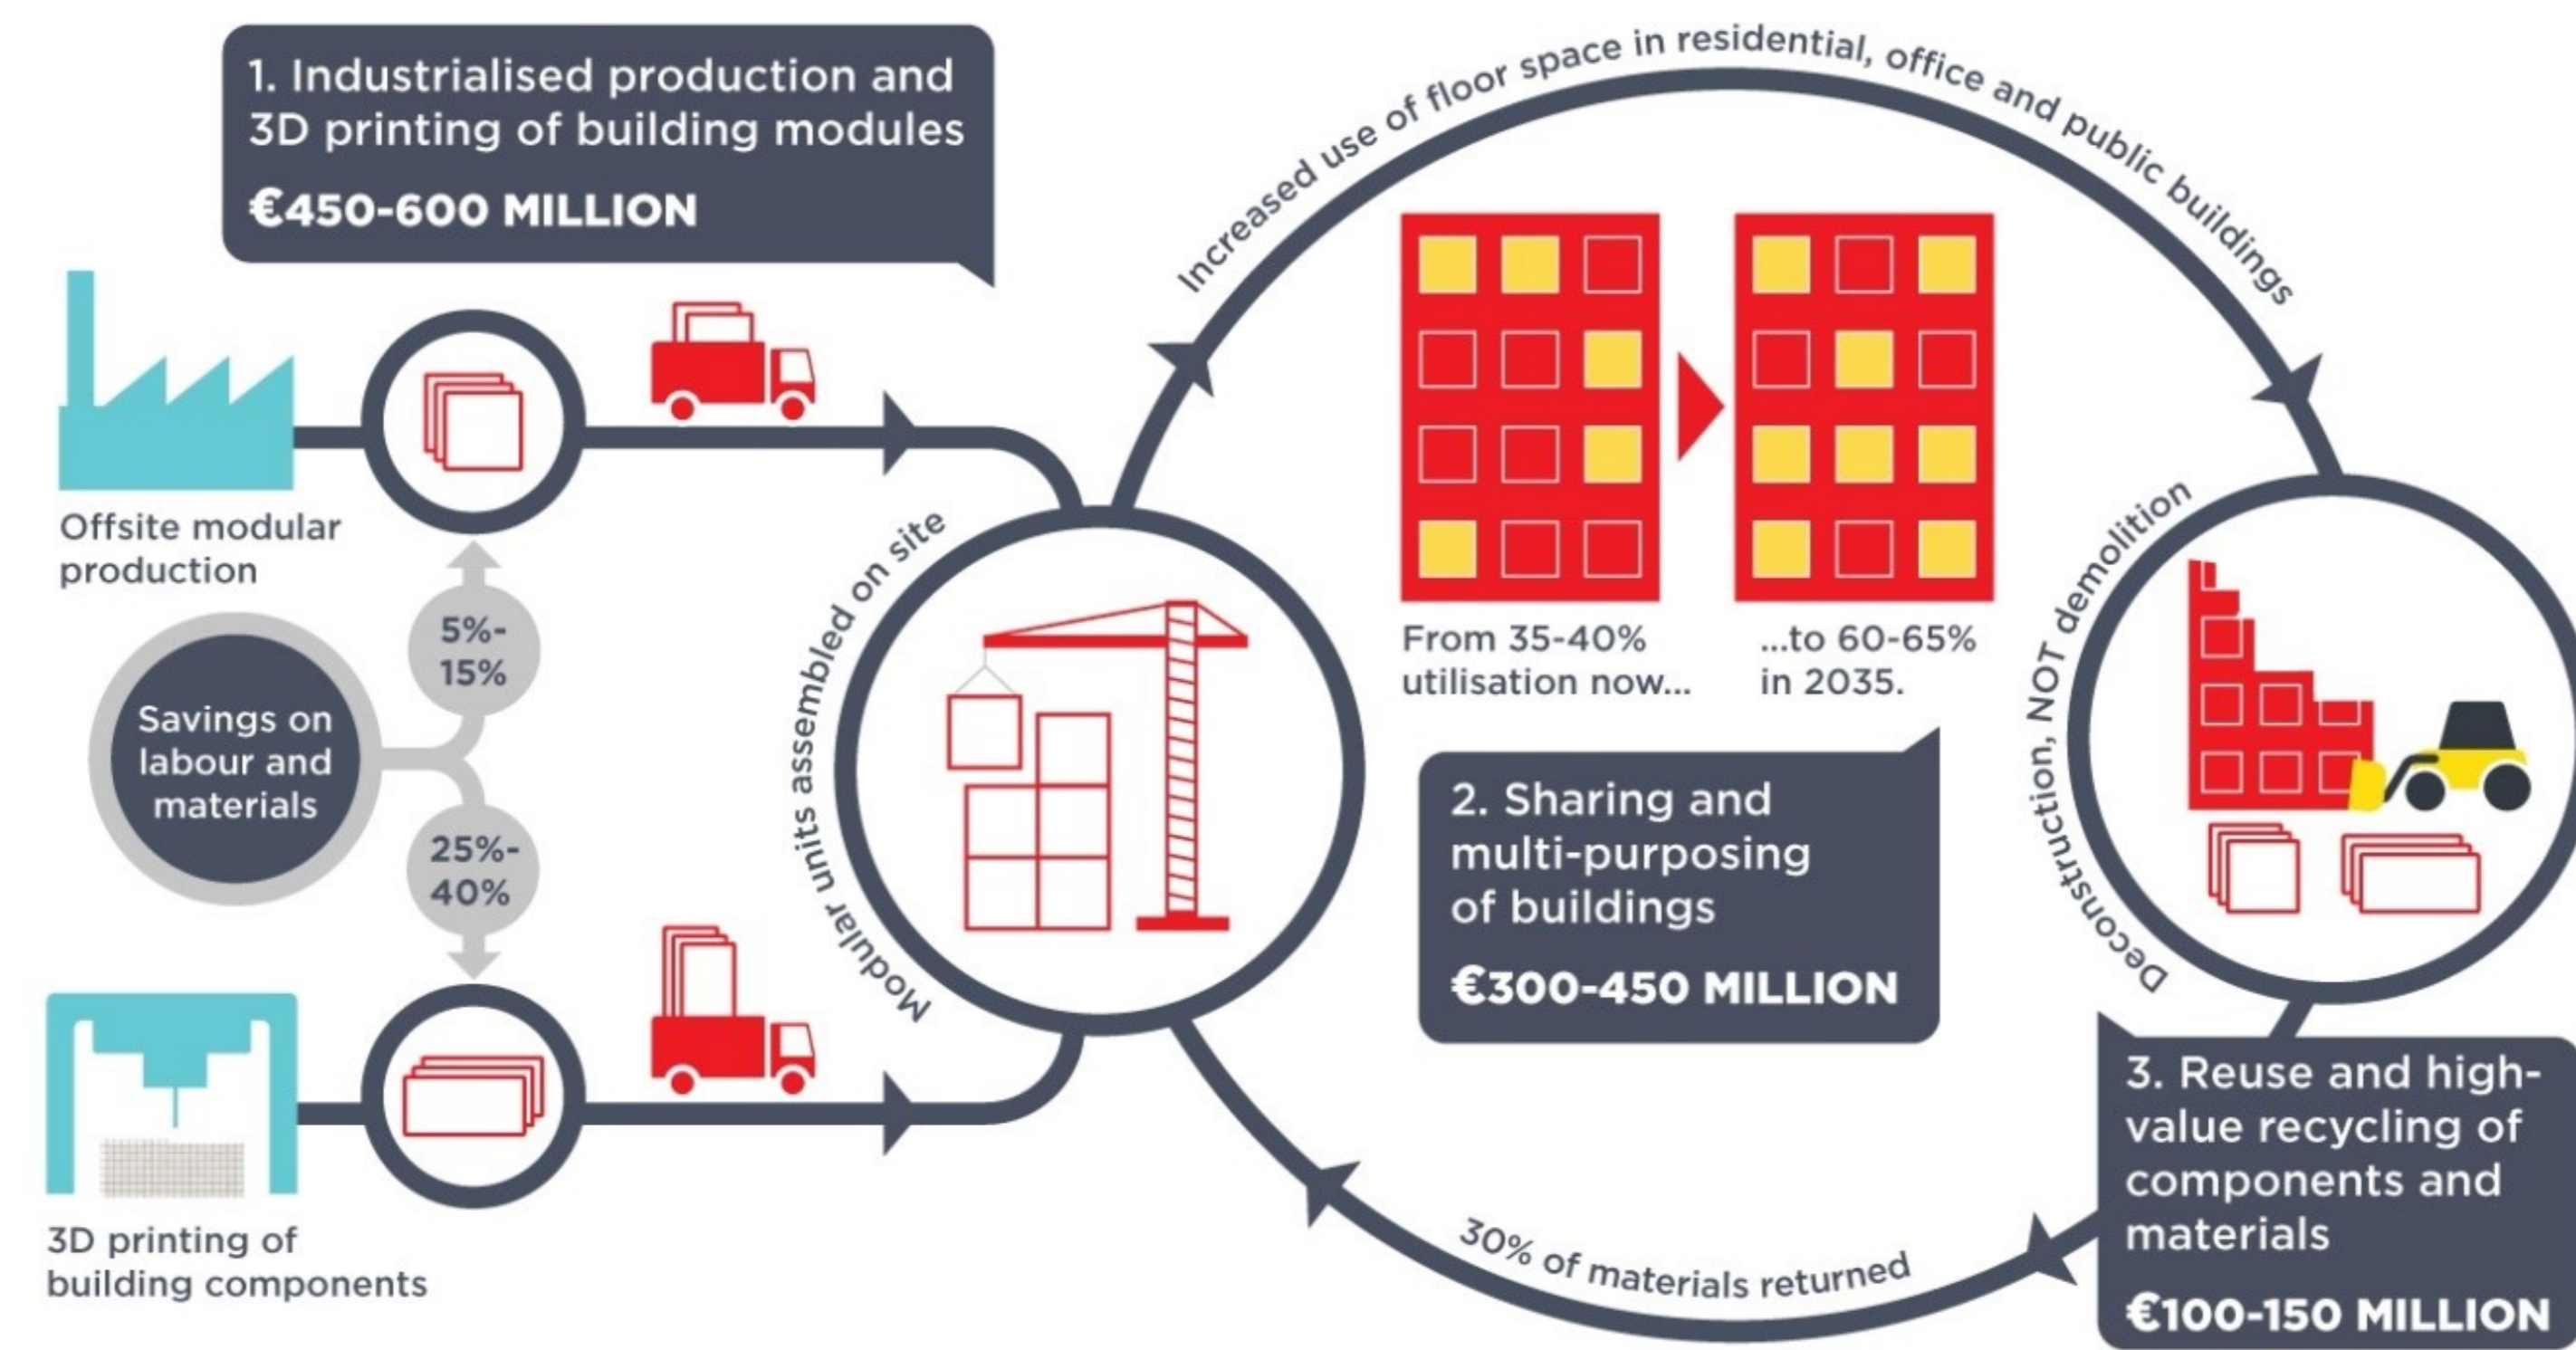 1. Industrialised production and
3D printing of building modules
€450-600 MILLION
Increased use of floor space in residential, office and public buildings
Offsite modular
production
5%-
15%
Savings on
labour and
materials
25%-
40%
3D printing of
building components
Modular units assembled on site
From 35-40%
utilisation now...
...to 60-65%
in 2035.
2. Sharing and
multi-purposing
of buildings
€300-450 MILLION
Deconstruction, NOT demolition
3. Reuse and high-
value recycling of
components and
materials
€100-150 MILLION
30% of materials returned